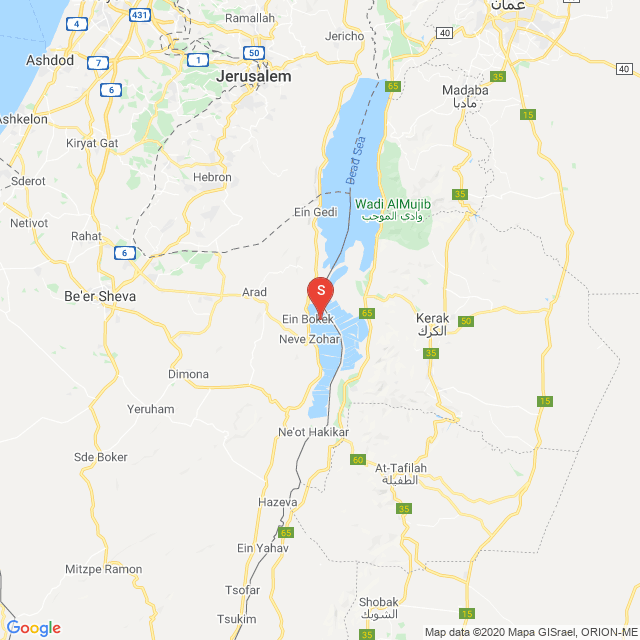 4
431
Ramallah
عمان
Jericho
40
Ashdod
7
50
1
Jerusalem
35
40
65
Madaba
مادبا
6
15
Ashkelon
Kiryat Gat
Dead Sea
Sderot
Hebron
35
Wadi AlMujib
وادي الموجب
Netivot
Ein Gedi
Rahat
6
Be'er Sheva
Arad
S
Ein Bokek
65
Kerak
الكرك
50
Neve Zohar
35
Dimona
Yeruham
15
Ne'ot Hakikar
Sde Boker
60
At-Tafilah
الطفيلة
Hazeva
35
65
Ein Yahav
15
Mitzpe Ramon
Tsofar
Shobak
الشوبك
Tsukim
35
Google
Map data ©2020 Mapa GISrael, ORION-ME